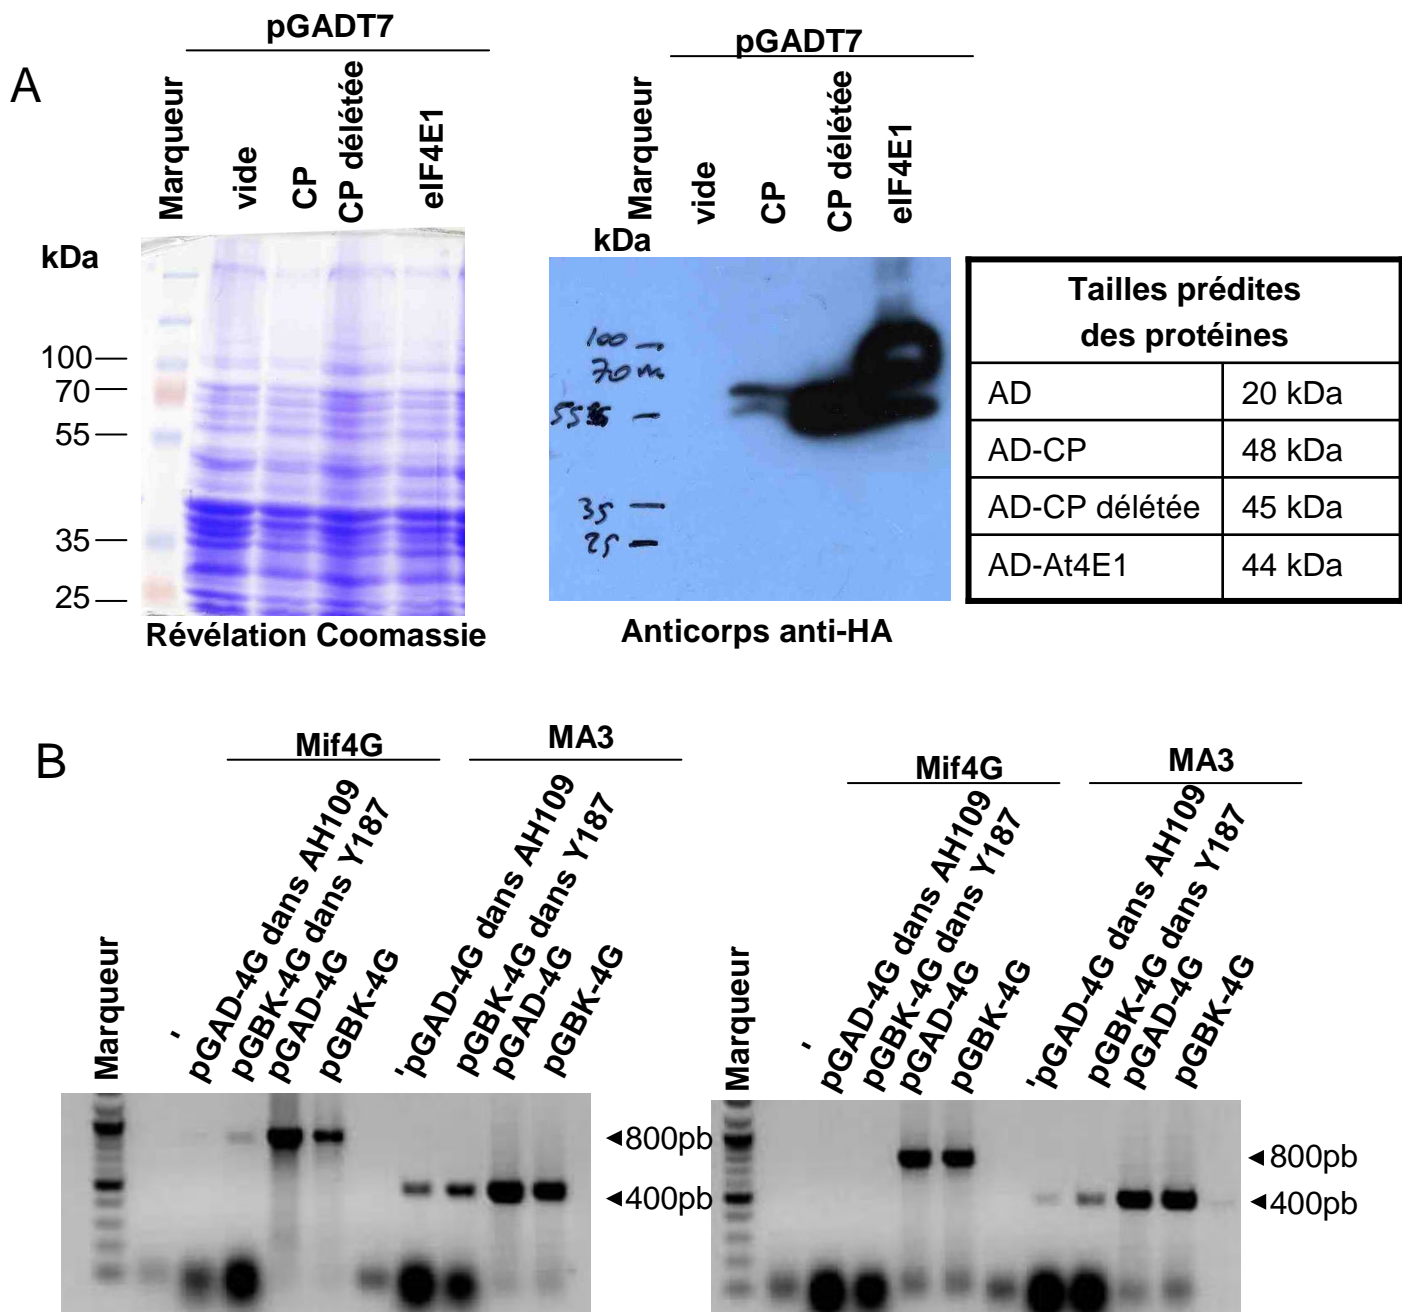 A
pGADT7
Marqueur
vide
CP
CP délétée
eIF4E1
kDa
100
70
55
35
25
Révélation Coomassie
pGADT7
Marqueur
vide
CP
CP délétée
eIF4E1
kDa
100
70
55
35
25
Anticorps anti-HA
Tailles prédites
des protéines
AD 20 kDa
AD-CP 48 kDa
AD-CP délétée 45 kDa
AD-At4E1 44 kDa
B
Mif4G
MA3
Marqueur
-
pGAD-4G dans AH109
pGBK-4G dans Y187
pGAD-4G
pGBK-4G
'pGAD-4G dans AH109
pGBK-4G dans Y187
pGAD-4G
pGBK-4G
◄800pb
◄400pb
Mif4G
MA3
Marqueur
-
pGAD-4G dans AH109
pGBK-4G dans Y187
pGAD-4G
pGBK-4G
'pGAD-4G dans AH109
pGBK-4G dans Y187
pGAD-4G
pGBK-4G
◄800pb
◄400pb